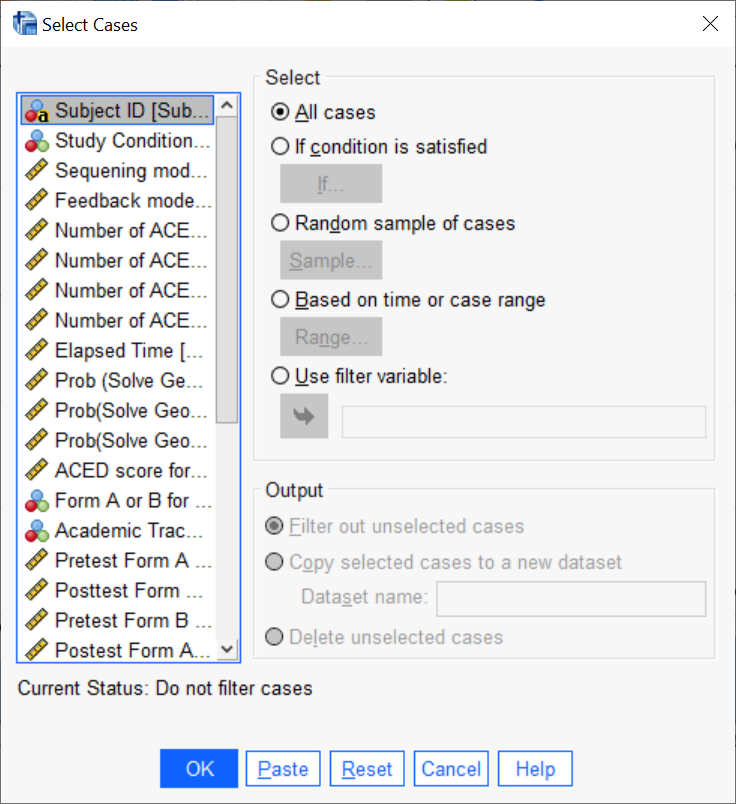 Select Cases
Subject ID [Sub...
Study Condition...
Sequening mod...
Feedback mode...
Number of ACE...
Number of ACE...
Number of ACE...
Number of ACE...
Elapsed Time [...
Prob (Solve Ge...
Prob(Solve Geo...
Prob(Solve Geo...
ACED score for...
Form A or B for ...
Academic Trac...
Pretest Form A ...
Posttest Form ...
Pretest Form B ...
Postest Form A...
Select
All cases
If condition is satisfied
If...
Random sample of cases
Sample...
Based on time or case range
Range...
Use filter variable:
Output
Filter out unselected cases
Copy selected cases to a new dataset
Dataset name:
Delete unselected cases
Current Status: Do not filter cases
OK Paste Reset Cancel Help